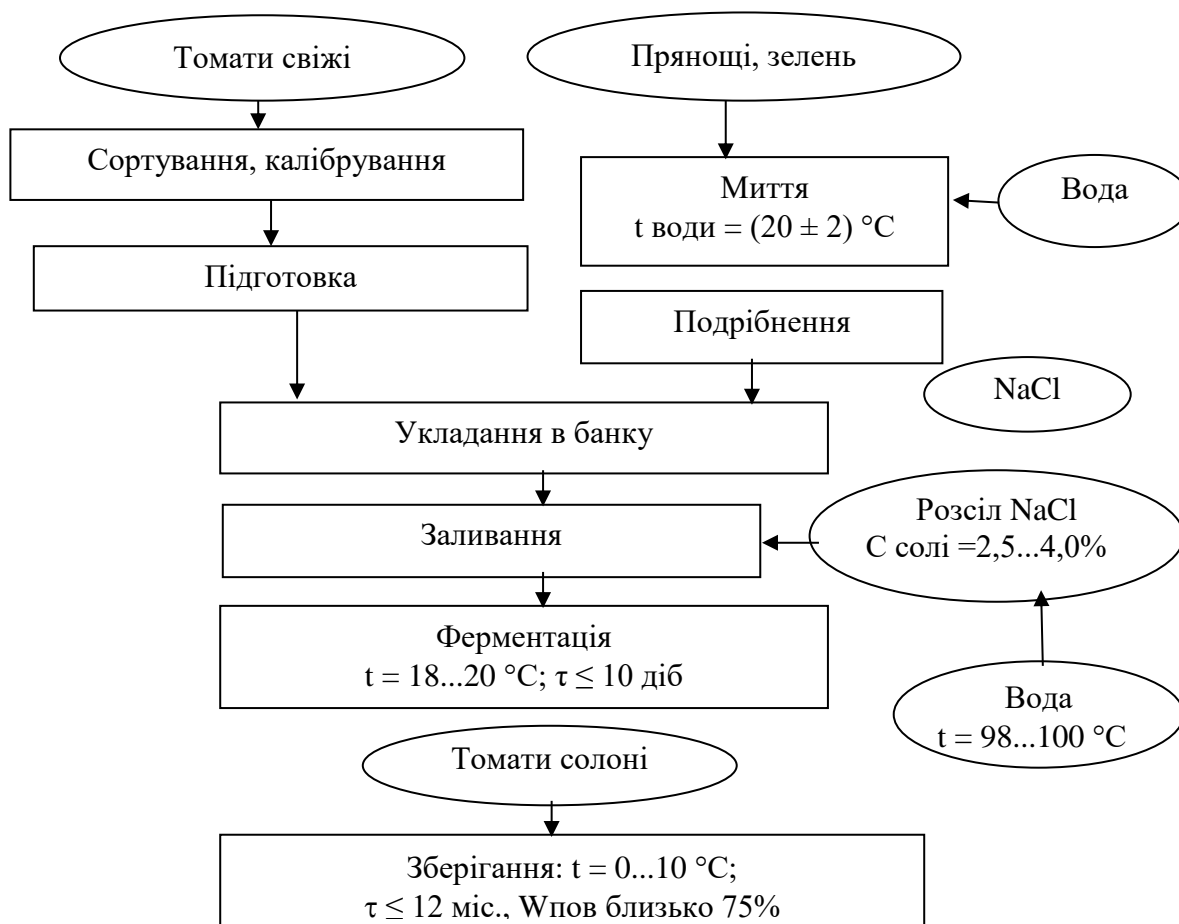 Томати свіжі
Прянощі, зелень
Сортування, калібрування
Миття
t води = (20 ± 2) °C
Вода
Підготовка
Подрібнення
NaCl
Укладання в банку
Заливання
Розсіл NaCl
С солі =2,5...4,0%
Ферментація
t = 18...20 °C; τ ≤ 10 діб
Вода
t = 98...100 °C
Томати солоні
Зберігання: t = 0...10 °C;
τ ≤ 12 міс., Wпов близько 75%